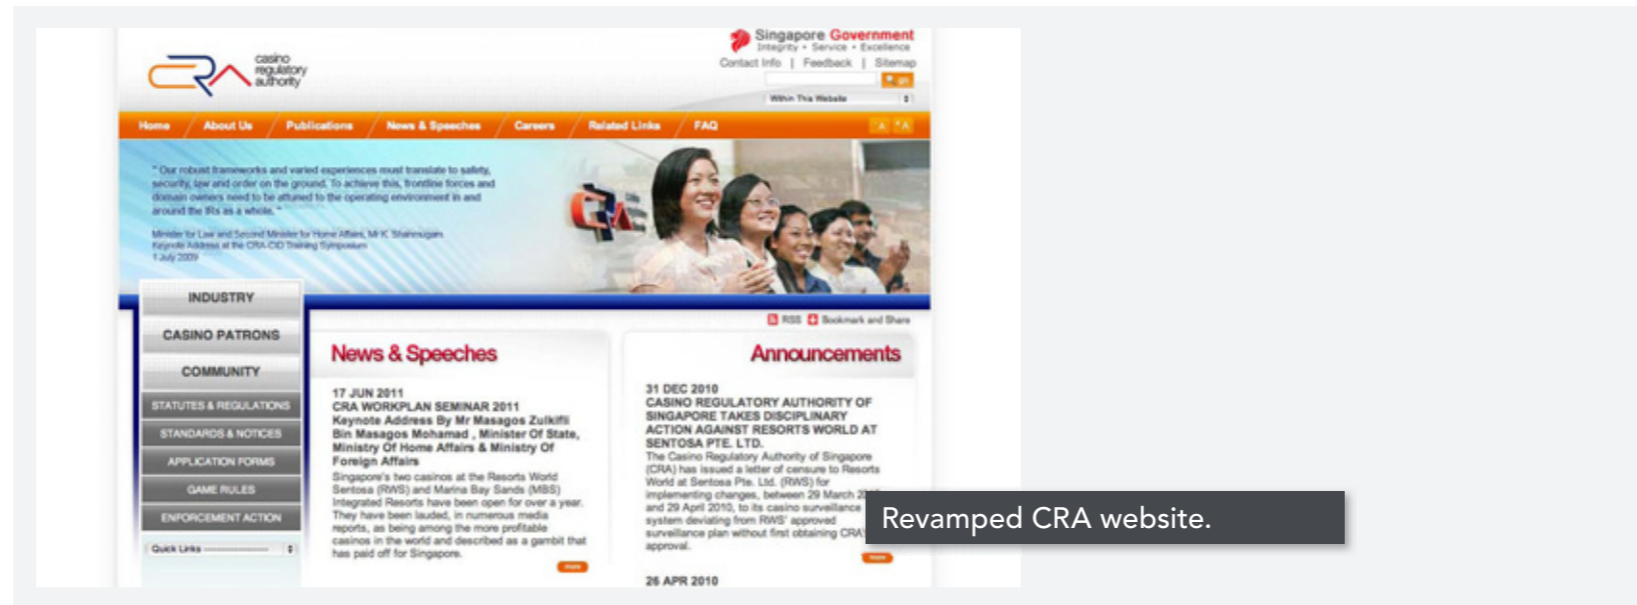 casino
regulatory
authority
CRA
Singapore Government
Integrity • Service • Excellence
Contact Info | Feedback | Sitemap
go
Within This Website
Home / About Us / Publications / News & Speeches / Careers / Related Links / FAQ
" Our robust frameworks and varied experiences must translate to safety,
security, law and order on the ground. To achieve this, frontline forces and
domain owners need to be attuned to the operating environment in and
around the IRs as a whole. "
Minister for Law and Second Minister for Home Affairs, Mr K. Shanmugam
Keynote Address at the CRA-CID Training Symposium
1 July 2009
CRA
INDUSTRY
CASINO PATRONS
COMMUNITY
STATUTES & REGULATIONS
STANDARDS & NOTICES
APPLICATION FORMS
GAME RULES
ENFORCEMENT ACTION
Quick Links
RSS Bookmark and Share
News & Speeches
17 JUN 2011
CRA WORKPLAN SEMINAR 2011
Keynote Address By Mr Masagos Zulkifli
Bin Masagos Mohamad , Minister Of State,
Ministry Of Home Affairs & Ministry Of
Foreign Affairs
Singapore's two casinos at the Resorts World
Sentosa (RWS) and Marina Bay Sands (MBS)
Integrated Resorts have been open for over a year.
They have been lauded, in numerous media
reports, as being among the more profitable
casinos in the world and described as a gambit that
has paid off for Singapore.
more
Announcements
31 DEC 2010
CASINO REGULATORY AUTHORITY OF
SINGAPORE TAKES DISCIPLINARY
ACTION AGAINST RESORTS WORLD AT
SENTOSA PTE. LTD.
The Casino Regulatory Authority of Singapore
(CRA) has issued a letter of censure to Resorts
World at Sentosa Pte. Ltd. (RWS) for
implementing changes, between 29 March
and 29 April 2010, to its casino surveillance
system deviating from RWS' approved
surveillance plan without first obtaining CRA'
approval.
more
26 APR 2010
Revamped CRA website.